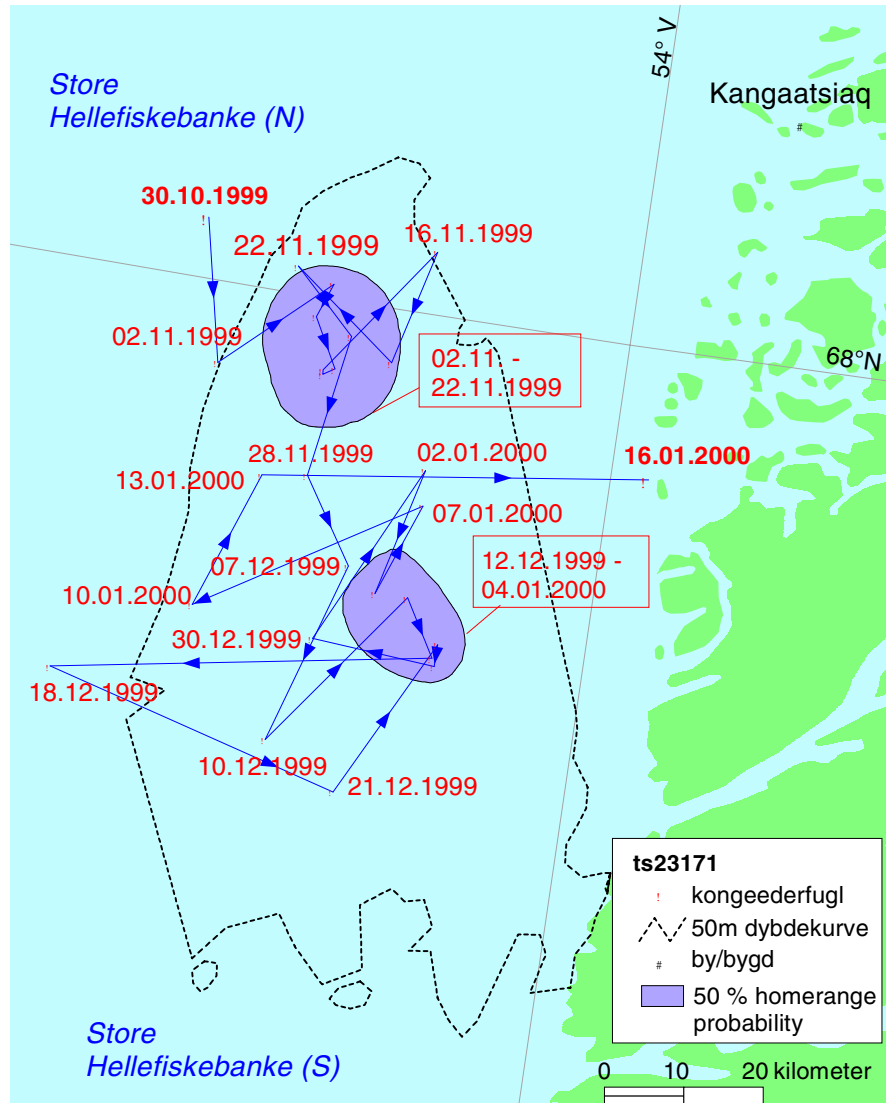 Store
Hellefiskebanke (N)
54° V
Kangaatsiaq
#
30.10.1999
22.11.1999
16.11.1999
02.11.1999
68°N
02.11 -
22.11.1999
28.11.1999
02.01.2000
16.01.2000
13.01.2000
07.01.2000
12.12.1999 -
04.01.2000
07.12.1999
10.01.2000
30.12.1999
18.12.1999
10.12.1999
21.12.1999
ts23171
! kongeederfugl
50m dybdekurve
# by/bygd
50 % homerange
probability
Store
Hellefiskebanke (S)
0 10 20 kilometer